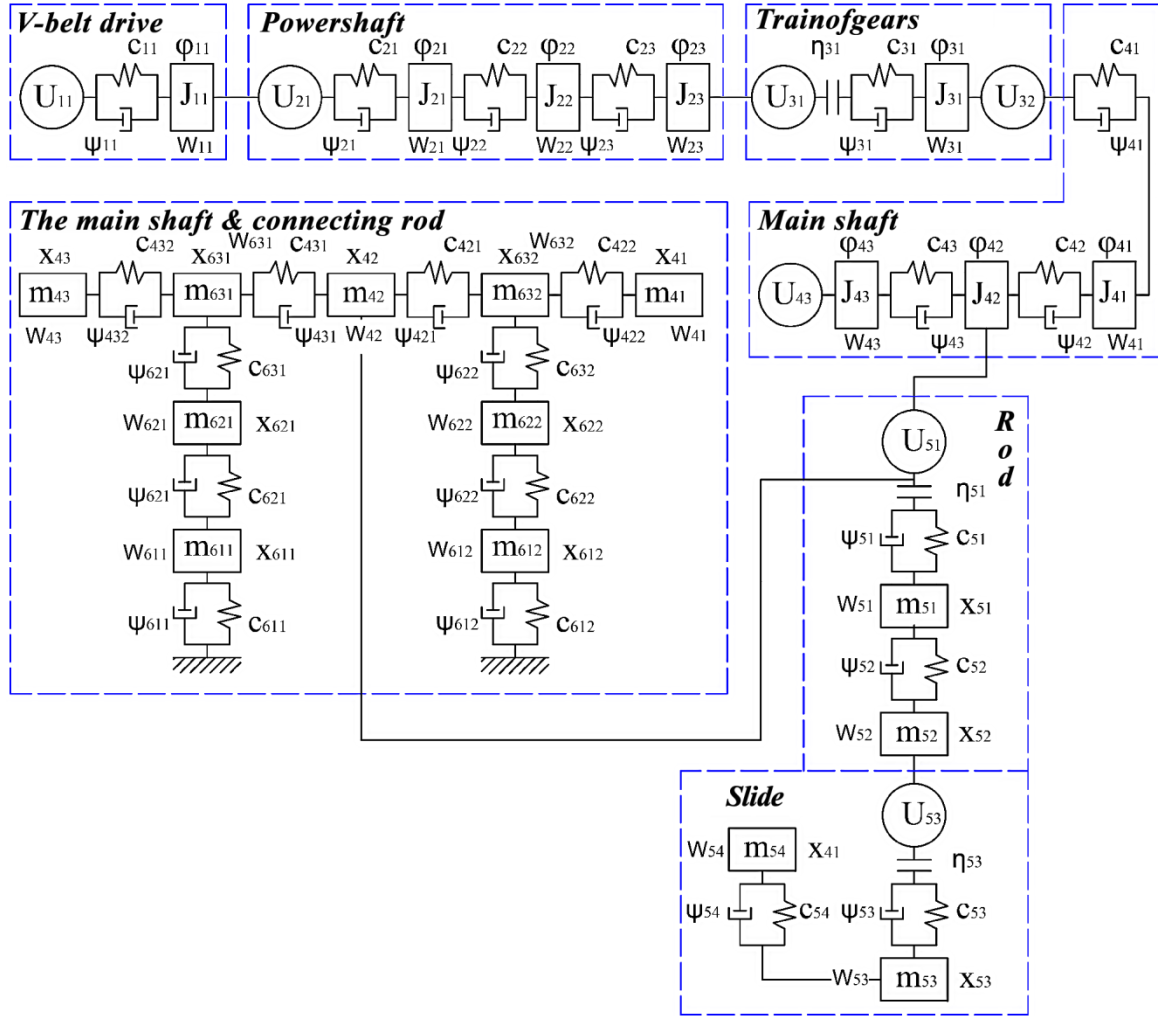 V-belt drive
Powershaft
Trainofgears
c11 φ11
c21 φ21 c22 φ22 c23 φ23
η31 c31 φ31
c41
U11 J11
U21 J21 J22 J23
U31 J31 U32
ψ11 W11
ψ21 W21 ψ22 W22 ψ23 W23
ψ31 W31
ψ41
The main shaft & connecting rod
x43 c432 x631 W631 c431 x42 c421 W632 x632 c422 x41
m43 m631 m42 m632 m41
W43 ψ432 ψ431 W42 ψ421 ψ422 W41
ψ621 c631 ψ622 c632
W621 m621 x621 W622 m622 x622
ψ621 c621 ψ622 c622
W611 m611 x611 W612 m612 x612
ψ611 c611 ψ612 c612
Main shaft
φ43 c43 φ42 c42 φ41
U43 J43 J42 J41
W43 ψ43 ψ42 W41
Rod
U51
η51
ψ51 c51
W51 m51 x51
ψ52 c52
W52 m52 x52
Slide
U53
W54 m54 x41
η53
ψ54 c54 ψ53 c53
W53 m53 x53